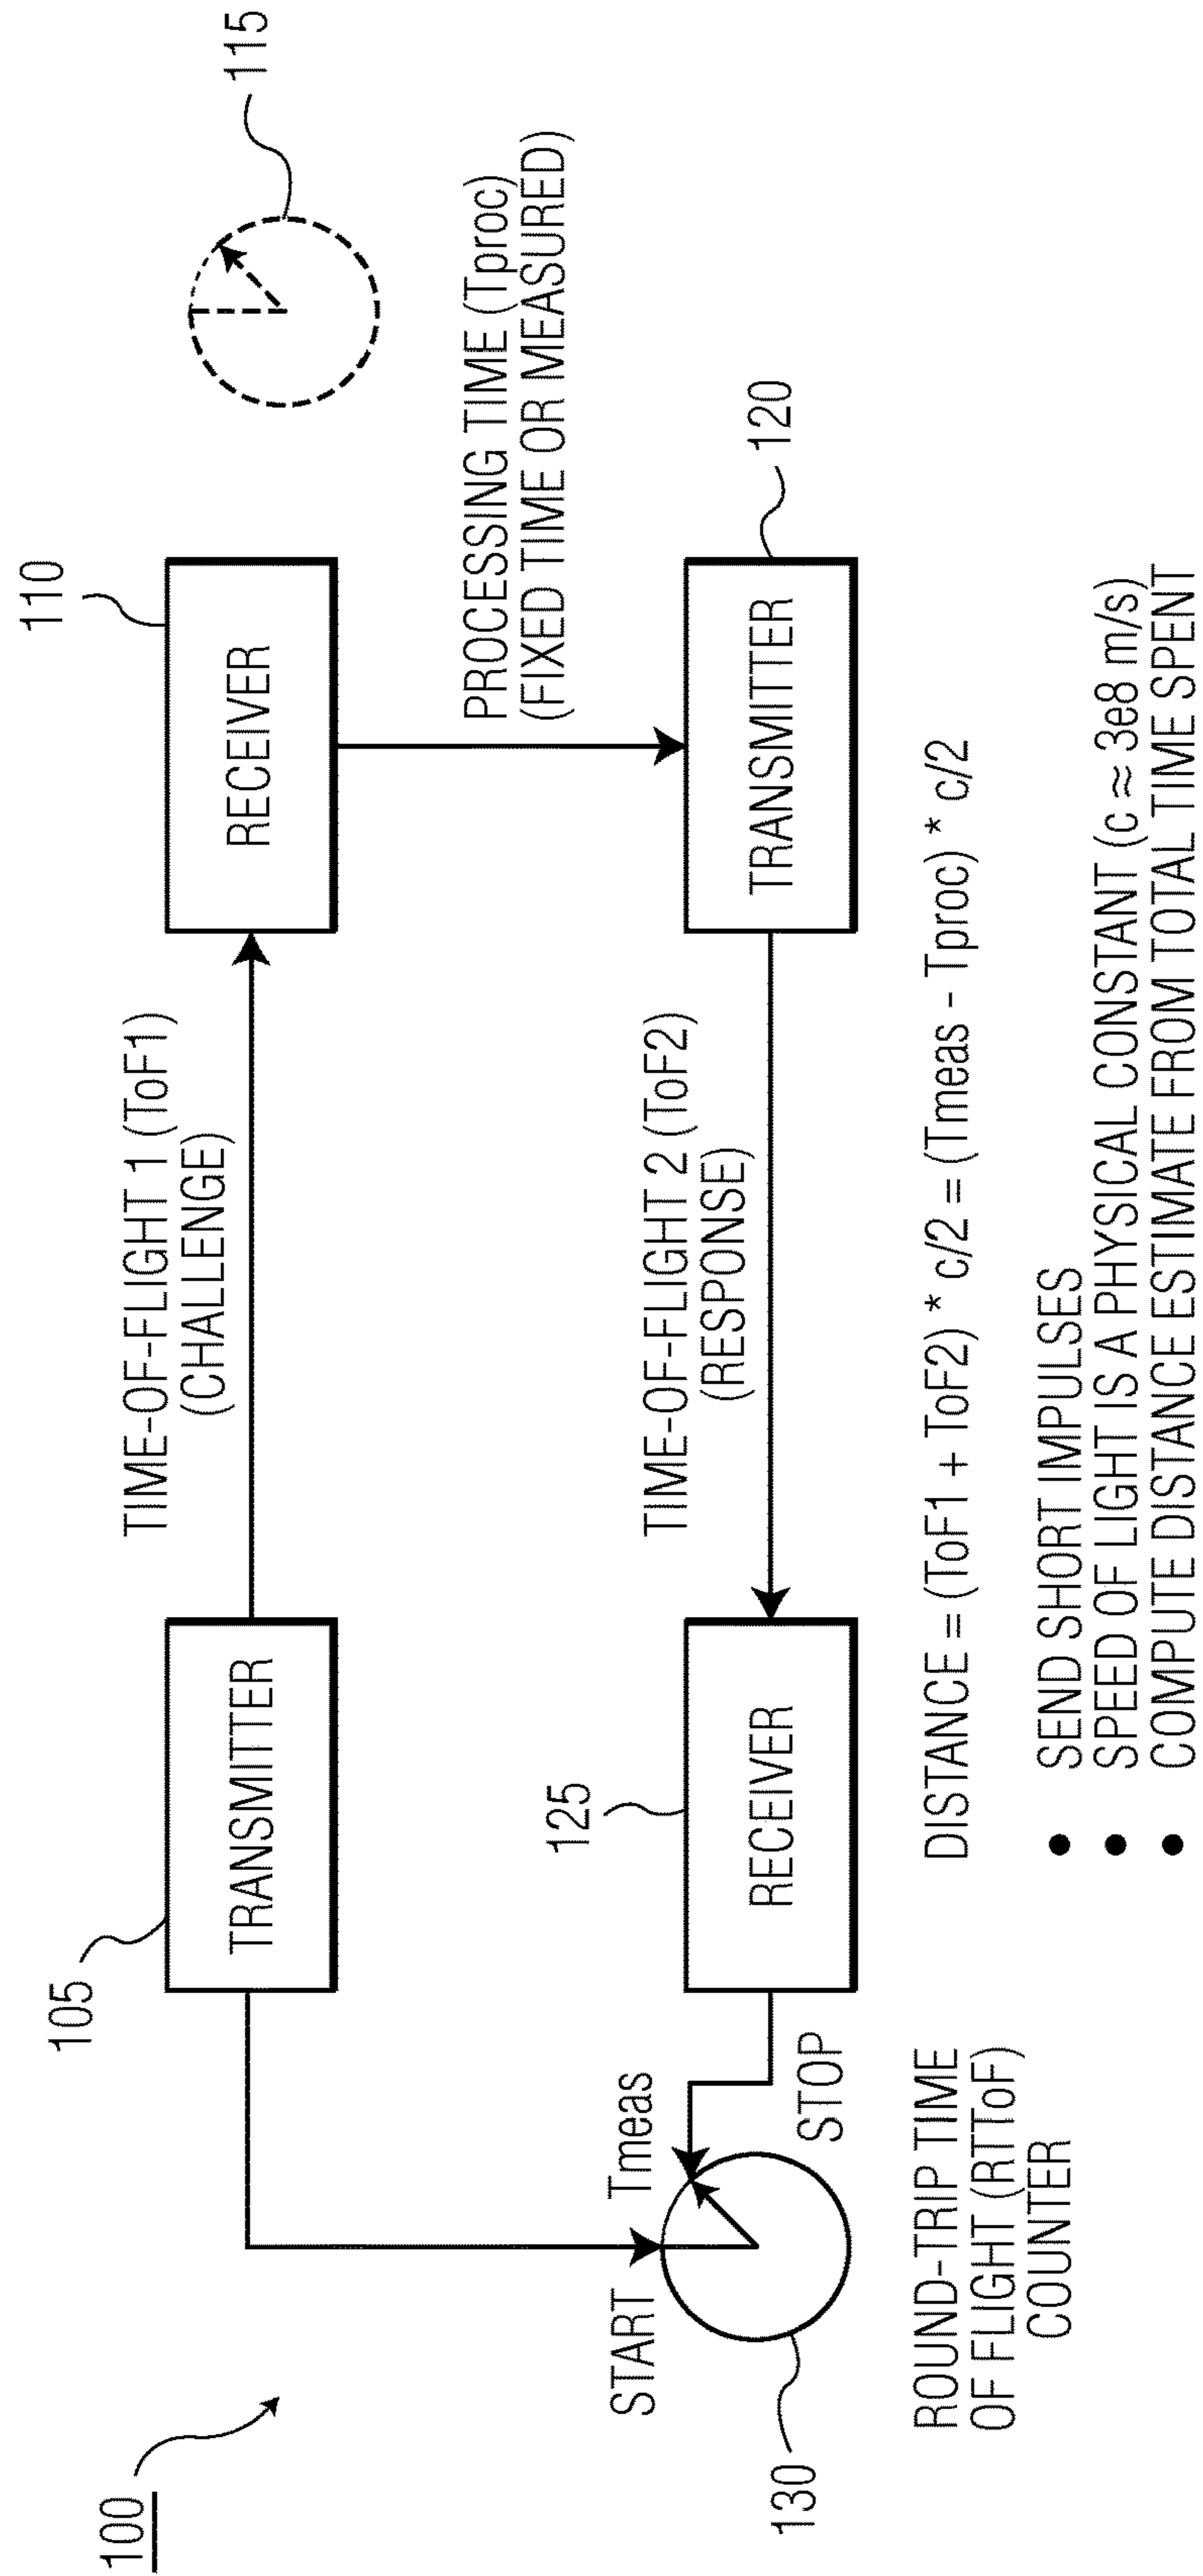 100
105
TRANSMITTER
TIME-OF-FLIGHT 1 (ToF1)
(CHALLENGE)
110
RECEIVER
115
PROCESSING TIME (Tproc)
(FIXED TIME OR MEASURED)
START
Tmeas
STOP
130
125
RECEIVER
TIME-OF-FLIGHT 2 (ToF2)
(RESPONSE)
TRANSMITTER
120
ROUND-TRIP TIME
OF FLIGHT (RTToF)
COUNTER
DISTANCE = (ToF1 + ToF2) * c/2 = (Tmeas - Tproc) * c/2
• SEND SHORT IMPULSES
• SPEED OF LIGHT IS A PHYSICAL CONSTANT (c ≈ 3e8 m/s)
• COMPUTE DISTANCE ESTIMATE FROM TOTAL TIME SPENT